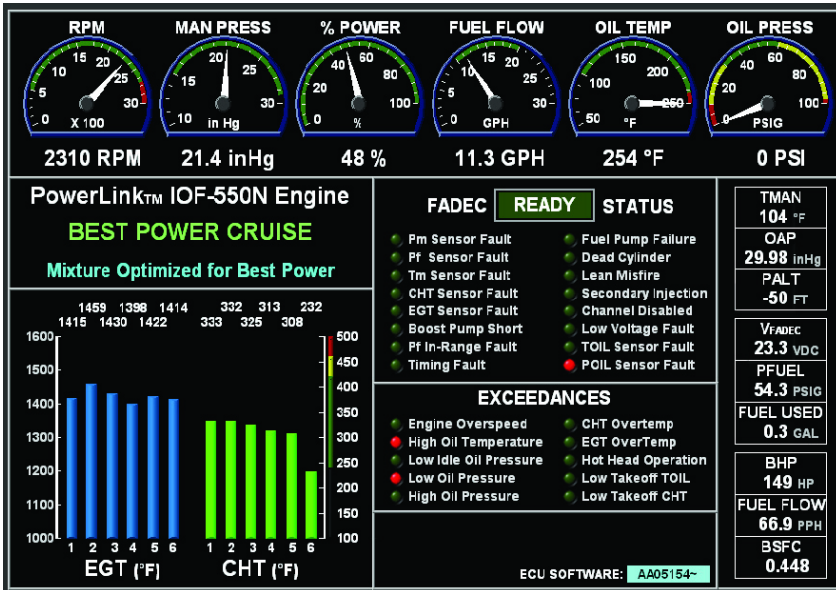 RPM MAN PRESS % POWER FUEL FLOW OIL TEMP OIL PRESS
0 5 10 15 20 25 30 X 100
10 15 20 25 30 in Hg
0 20 40 60 80 100 %
0 5 10 15 20 25 30 GPH
50 100 150 200 250 °F
0 20 40 60 80 100 PSIG
2310 RPM 21.4 inHg 48 % 11.3 GPH 254 °F 0 PSI
PowerLink™ IOF-550N Engine
BEST POWER CRUISE
Mixture Optimized for Best Power
1459 1398 1414
1415 1430 1422
332 313 232
333 325 308
1600
1500
1400
1300
1200
1100
1000
500
450
400
350
300
250
200
150
100
1 2 3 4 5 6
1 2 3 4 5 6
EGT (°F) CHT (°F)
FADEC READY STATUS
Pm Sensor Fault
Pf Sensor Fault
Tm Sensor Fault
CHT Sensor Fault
EGT Sensor Fault
Boost Pump Short
Pf In-Range Fault
Timing Fault
Fuel Pump Failure
Dead Cylinder
Lean Misfire
Secondary Injection
Channel Disabled
Low Voltage Fault
TOIL Sensor Fault
POIL Sensor Fault
EXCEEDANCES
Engine Overspeed
High Oil Temperature
Low Idle Oil Pressure
Low Oil Pressure
High Oil Pressure
CHT Overtemp
EGT OverTemp
Hot Head Operation
Low Takeoff TOIL
Low Takeoff CHT
ECU SOFTWARE: AA05154~
TMAN
104 °F
OAP
29.98 inHg
PALT
-50 FT
VFADEC
23.3 VDC
PFUEL
54.3 PSIG
FUEL USED
0.3 GAL
BHP
149 HP
FUEL FLOW
66.9 PPH
BSFC
0.448